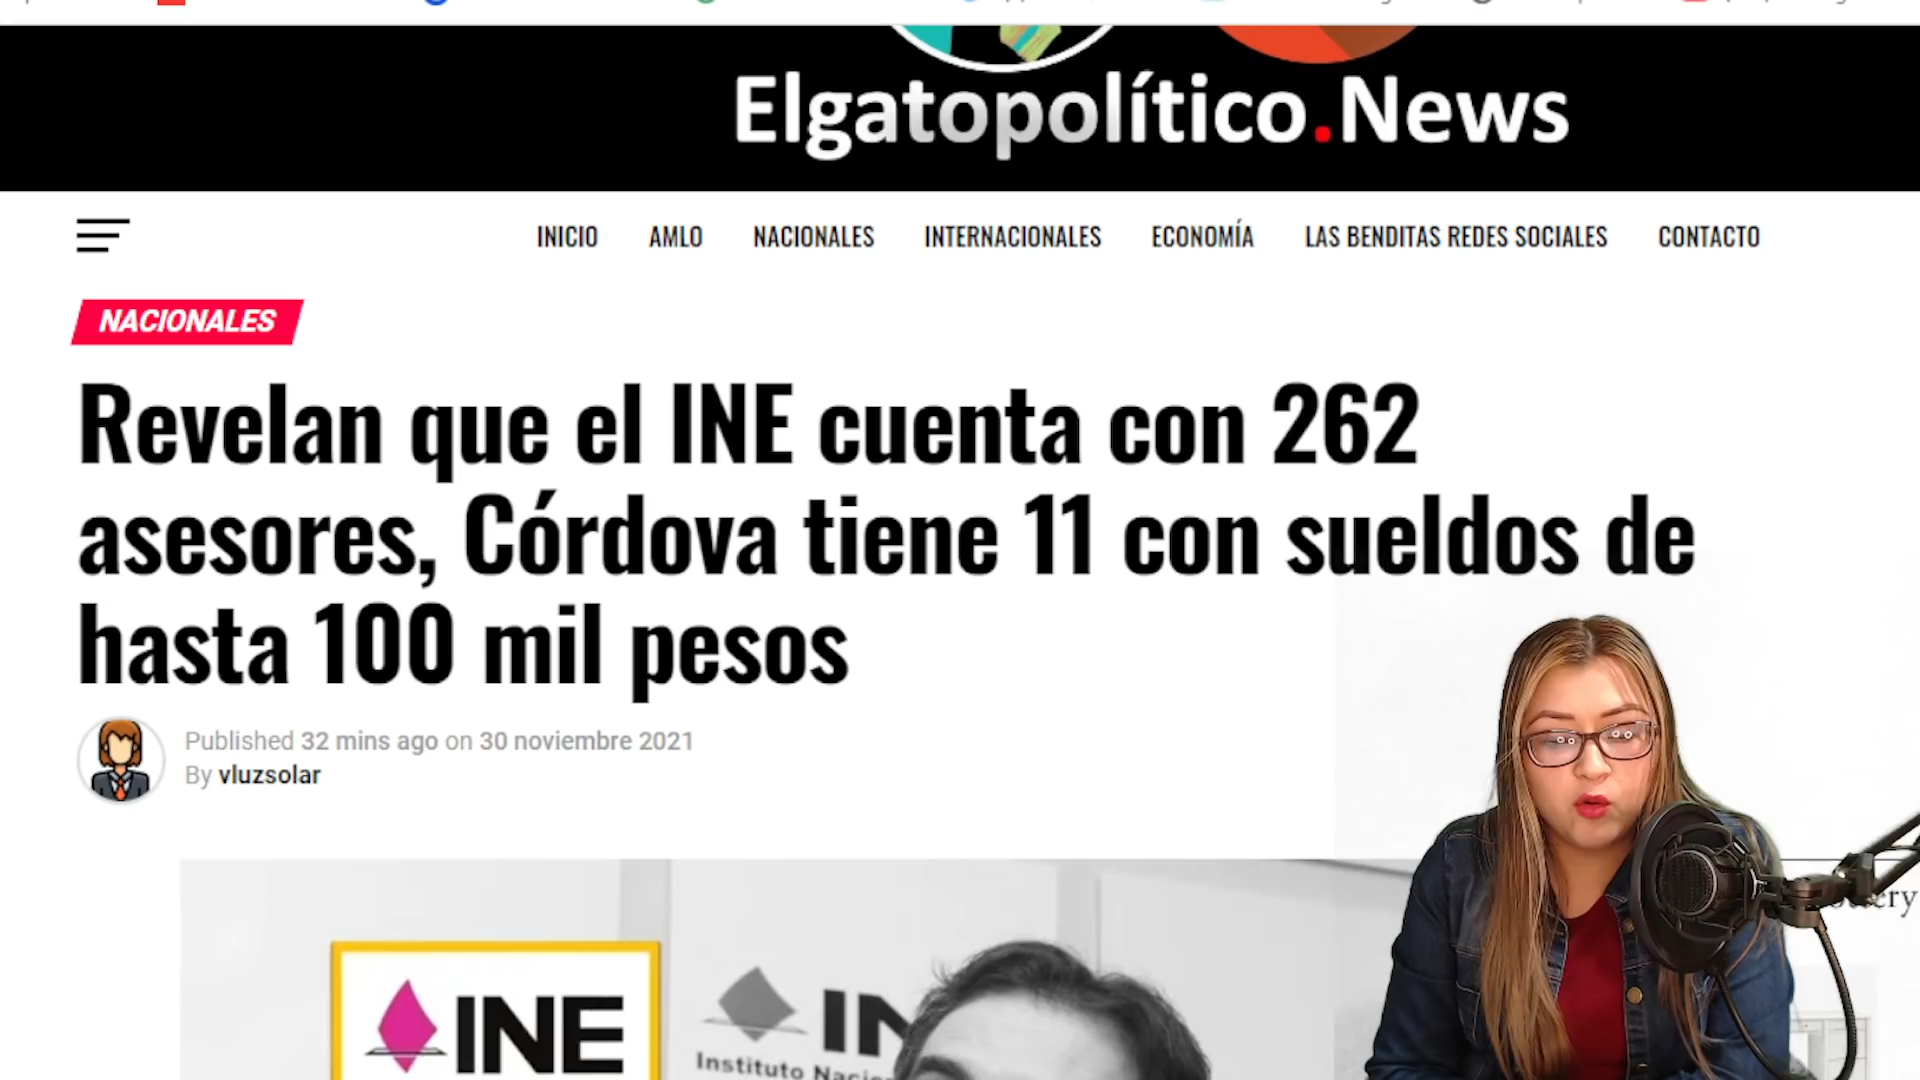 Elgatopolítico.News
INICIO AMLO NACIONALES INTERNACIONALES ECONOMÍA LAS BENDITAS REDES SOCIALES CONTACTO
NACIONALES
Revelan que el INE cuenta con 262
asesores, Córdova tiene 11 con sueldos de
hasta 100 mil pesos
Published 32 mins ago on 30 noviembre 2021
By vluzsolar
INE
Instituto